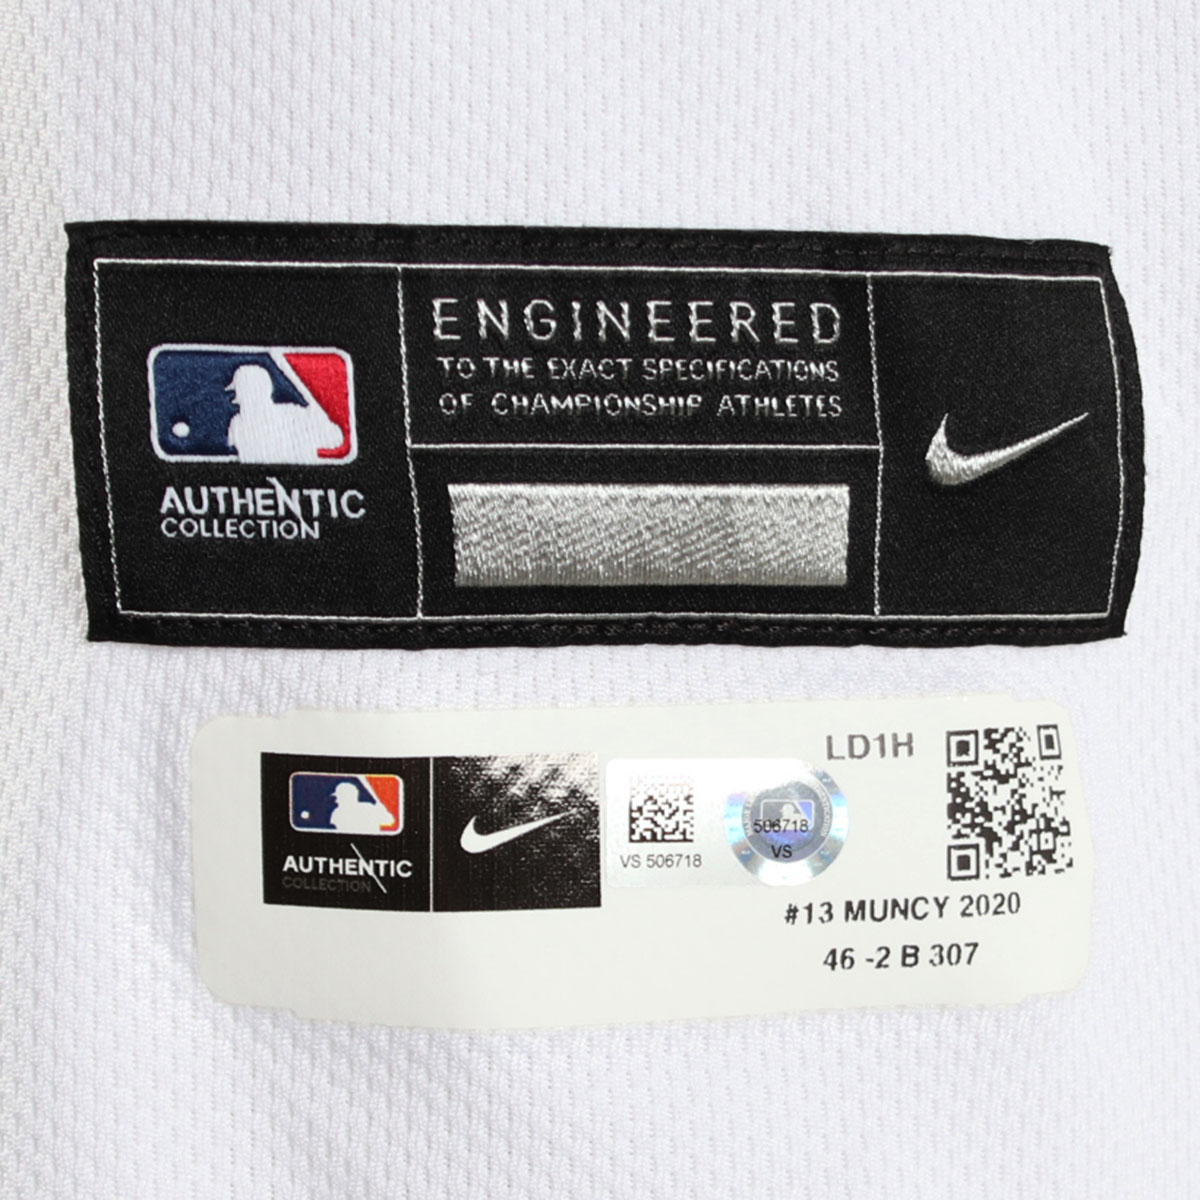 ENGINEERED
TO THE EXACT SPECIFICATIONS
OF CHAMPIONSHIP ATHLETES
AUTHENTIC
COLLECTION
LD1H
506718
VS
VS 506718
AUTHENTIC
COLLECTION
#13 MUNCY 2020
46 -2 B 307